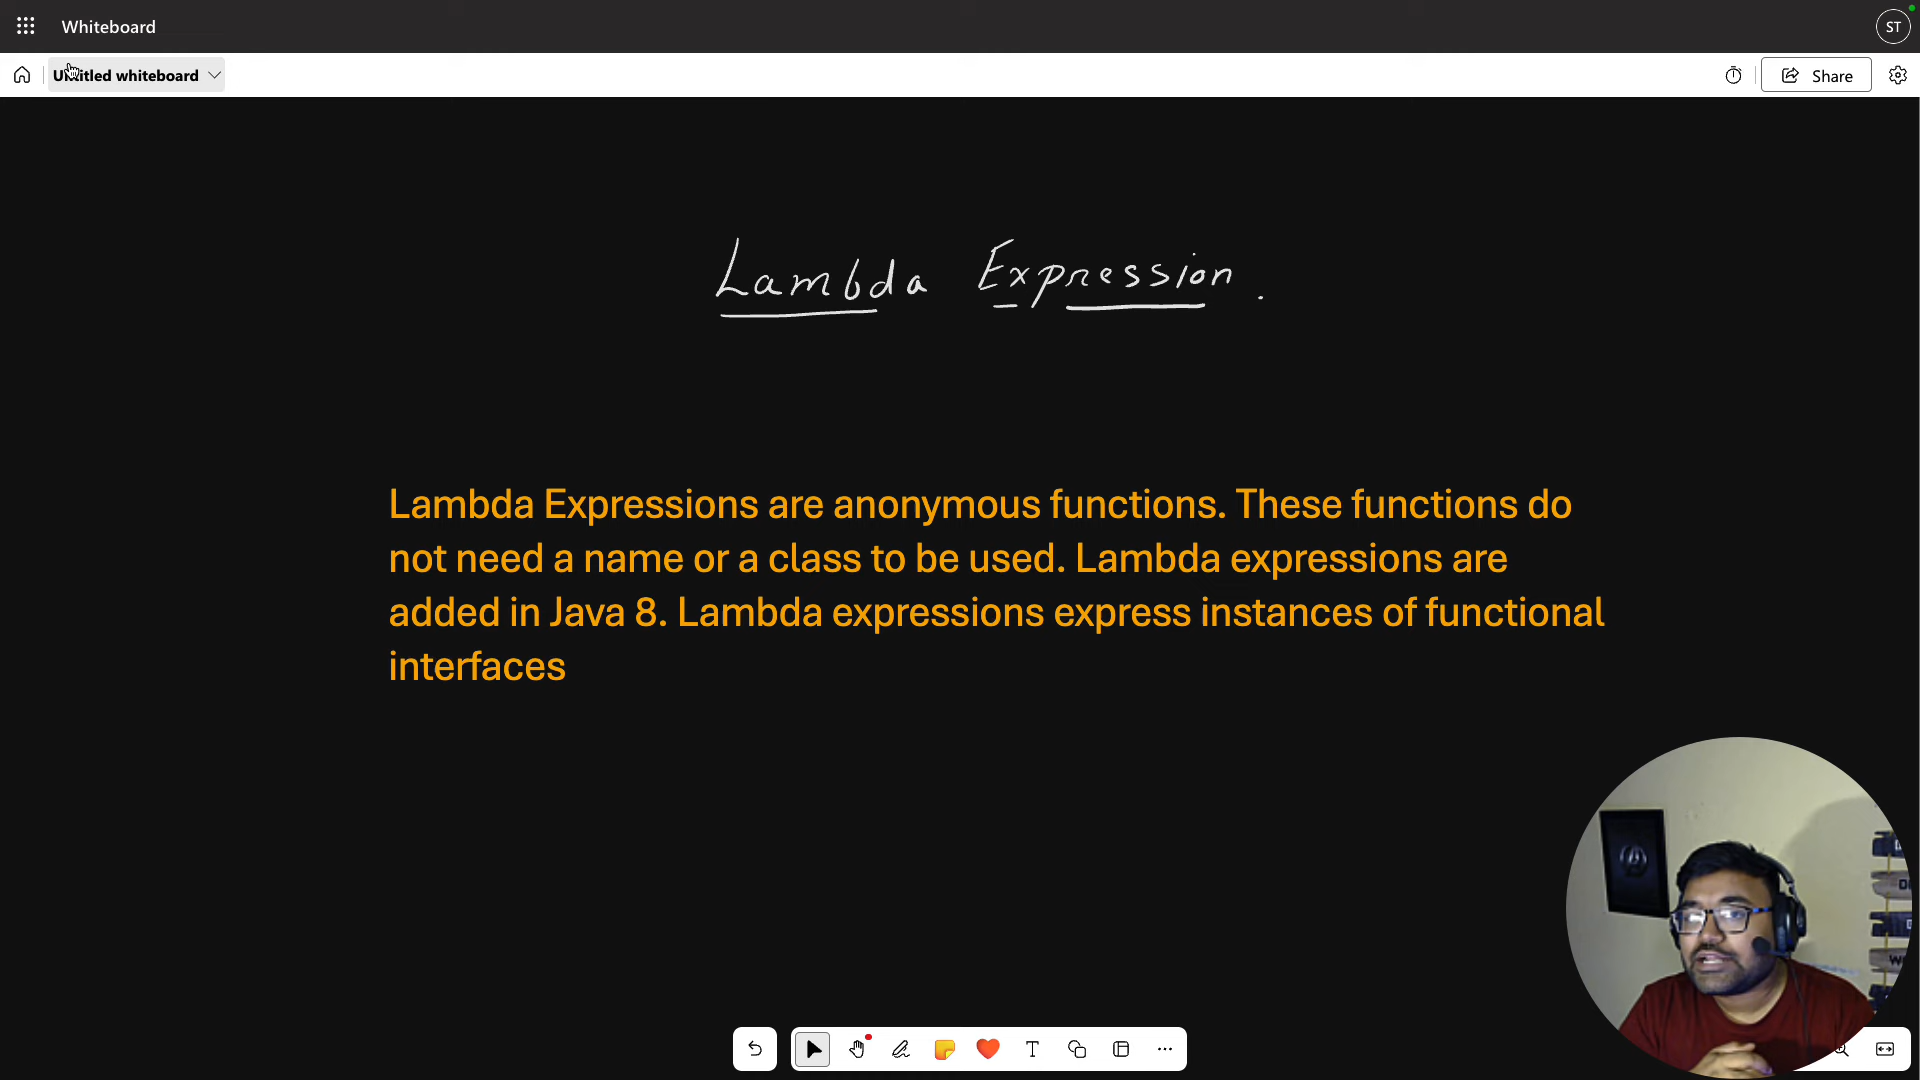 Whiteboard
ST
Untitled whiteboard
Share
Lambda Expression.
Lambda Expressions are anonymous functions. These functions do
not need a name or a class to be used. Lambda expressions are
added in Java 8. Lambda expressions express instances of functional
interfaces